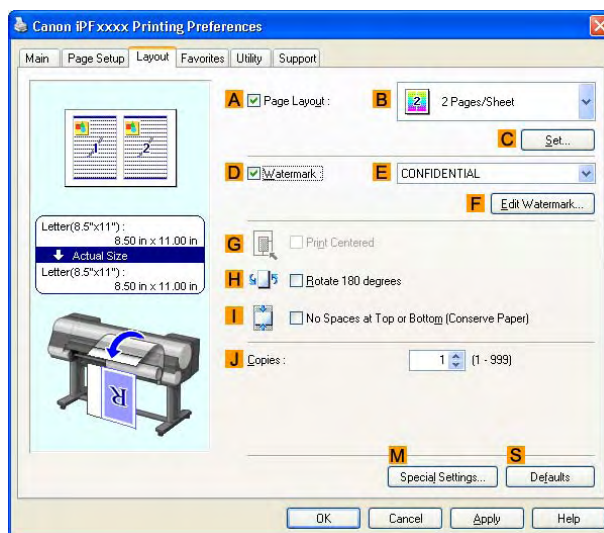 Canon iPFxxxx Printing Preferences
Main Page Setup Layout Favorites Utility Support
A Page Layout : B 2 2 Pages/Sheet
C Set...
1 2
D Watermark : E CONFIDENTIAL
F Edit Watermark...
Letter(8.5"x11") :
8.50 in x 11.00 in
Actual Size
Letter(8.5"x11") :
8.50 in x 11.00 in
G Print Centered
H Rotate 180 degrees
I No Spaces at Top or Bottom (Conserve Paper)
J Copies : 1 (1 - 999)
R
M S
Special Settings... Defaults
OK Cancel Apply Help